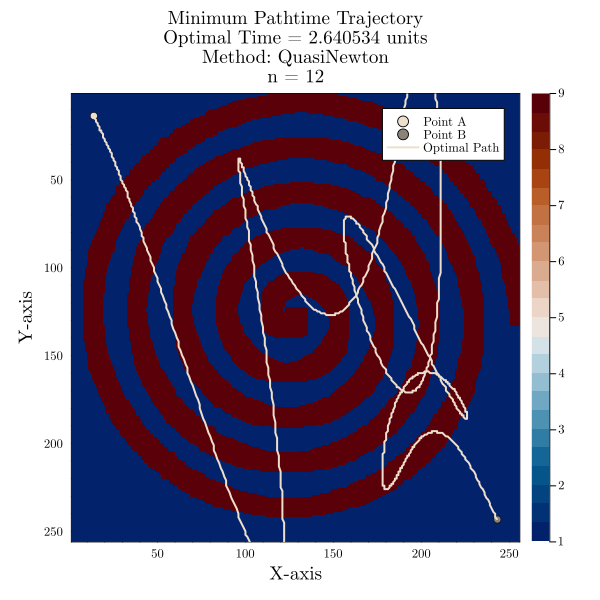 Minimum Pathtime Trajectory
Optimal Time = 2.640534 units
Method: QuasiNewton
n = 12
Point A
Point B
Optimal Path
Y-axis
50
100
150
200
250
50
100
150
200
250
X-axis
9
8
7
6
5
4
3
2
1